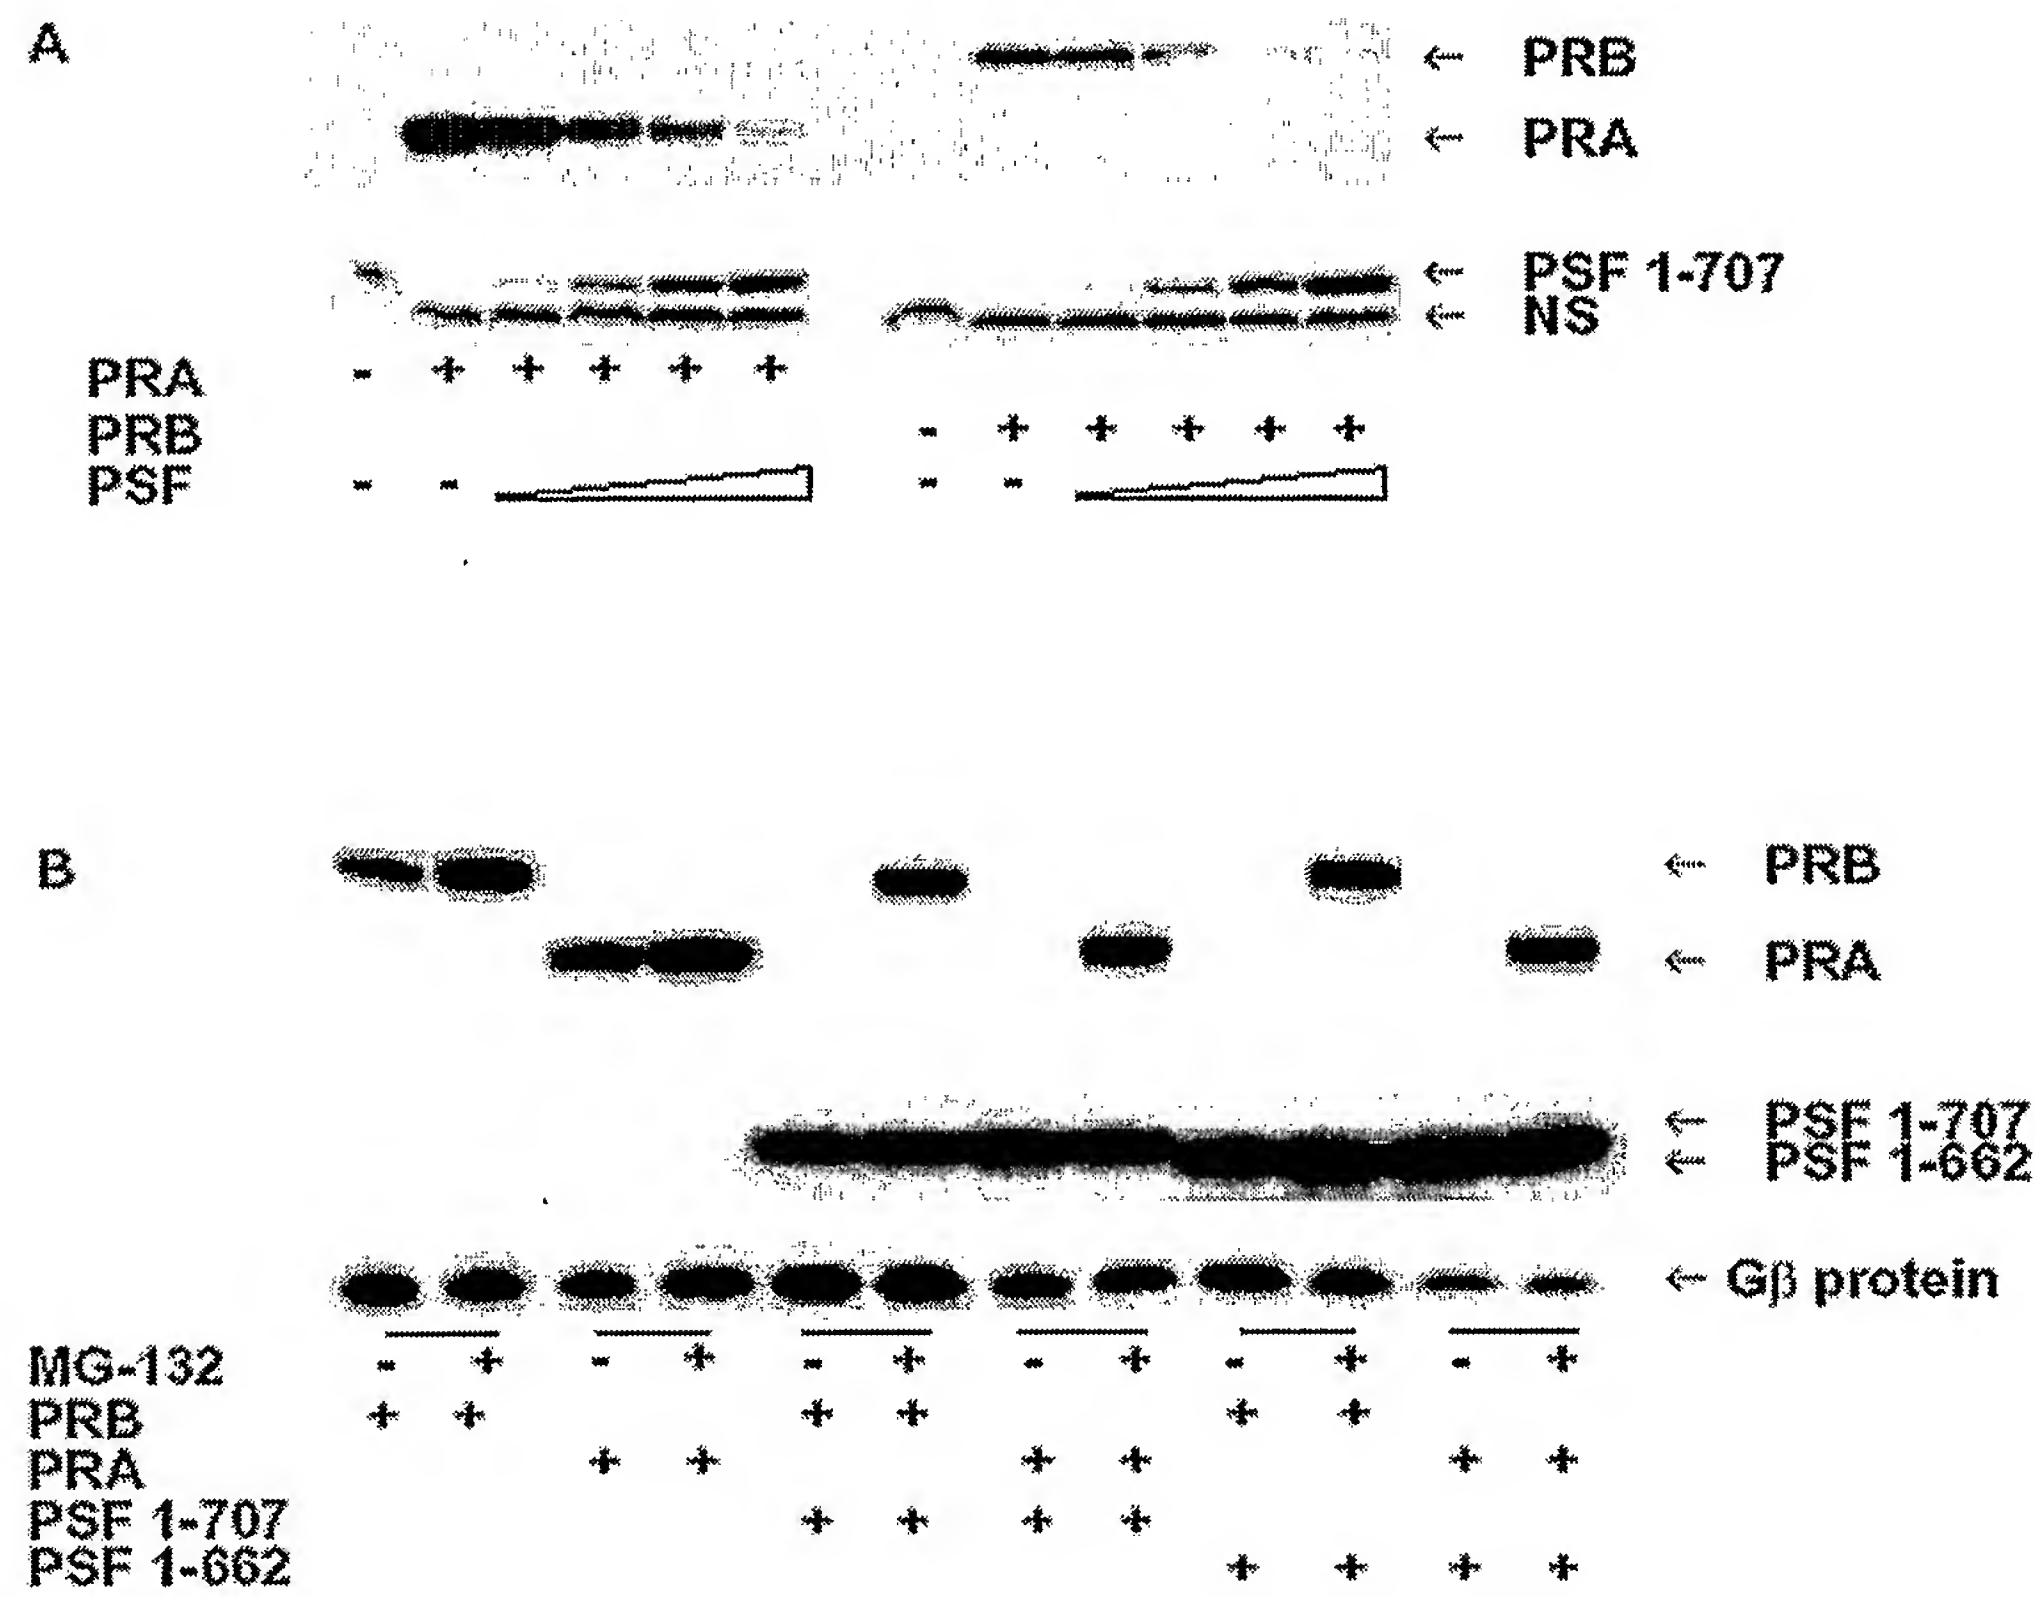 A
← PRB
← PRA
← PSF 1-707
← NS
PRA - + + + + +
PRB - + + + + +
PSF - - - -
B
← PRB
← PRA
← PSF 1-707
← PSF 1-662
← Gβ protein
MG-132 - + - + - + - + - + - +
PRB + + + + + +
PRA + + + + + +
PSF 1-707 + + + +
PSF 1-662 + + + +